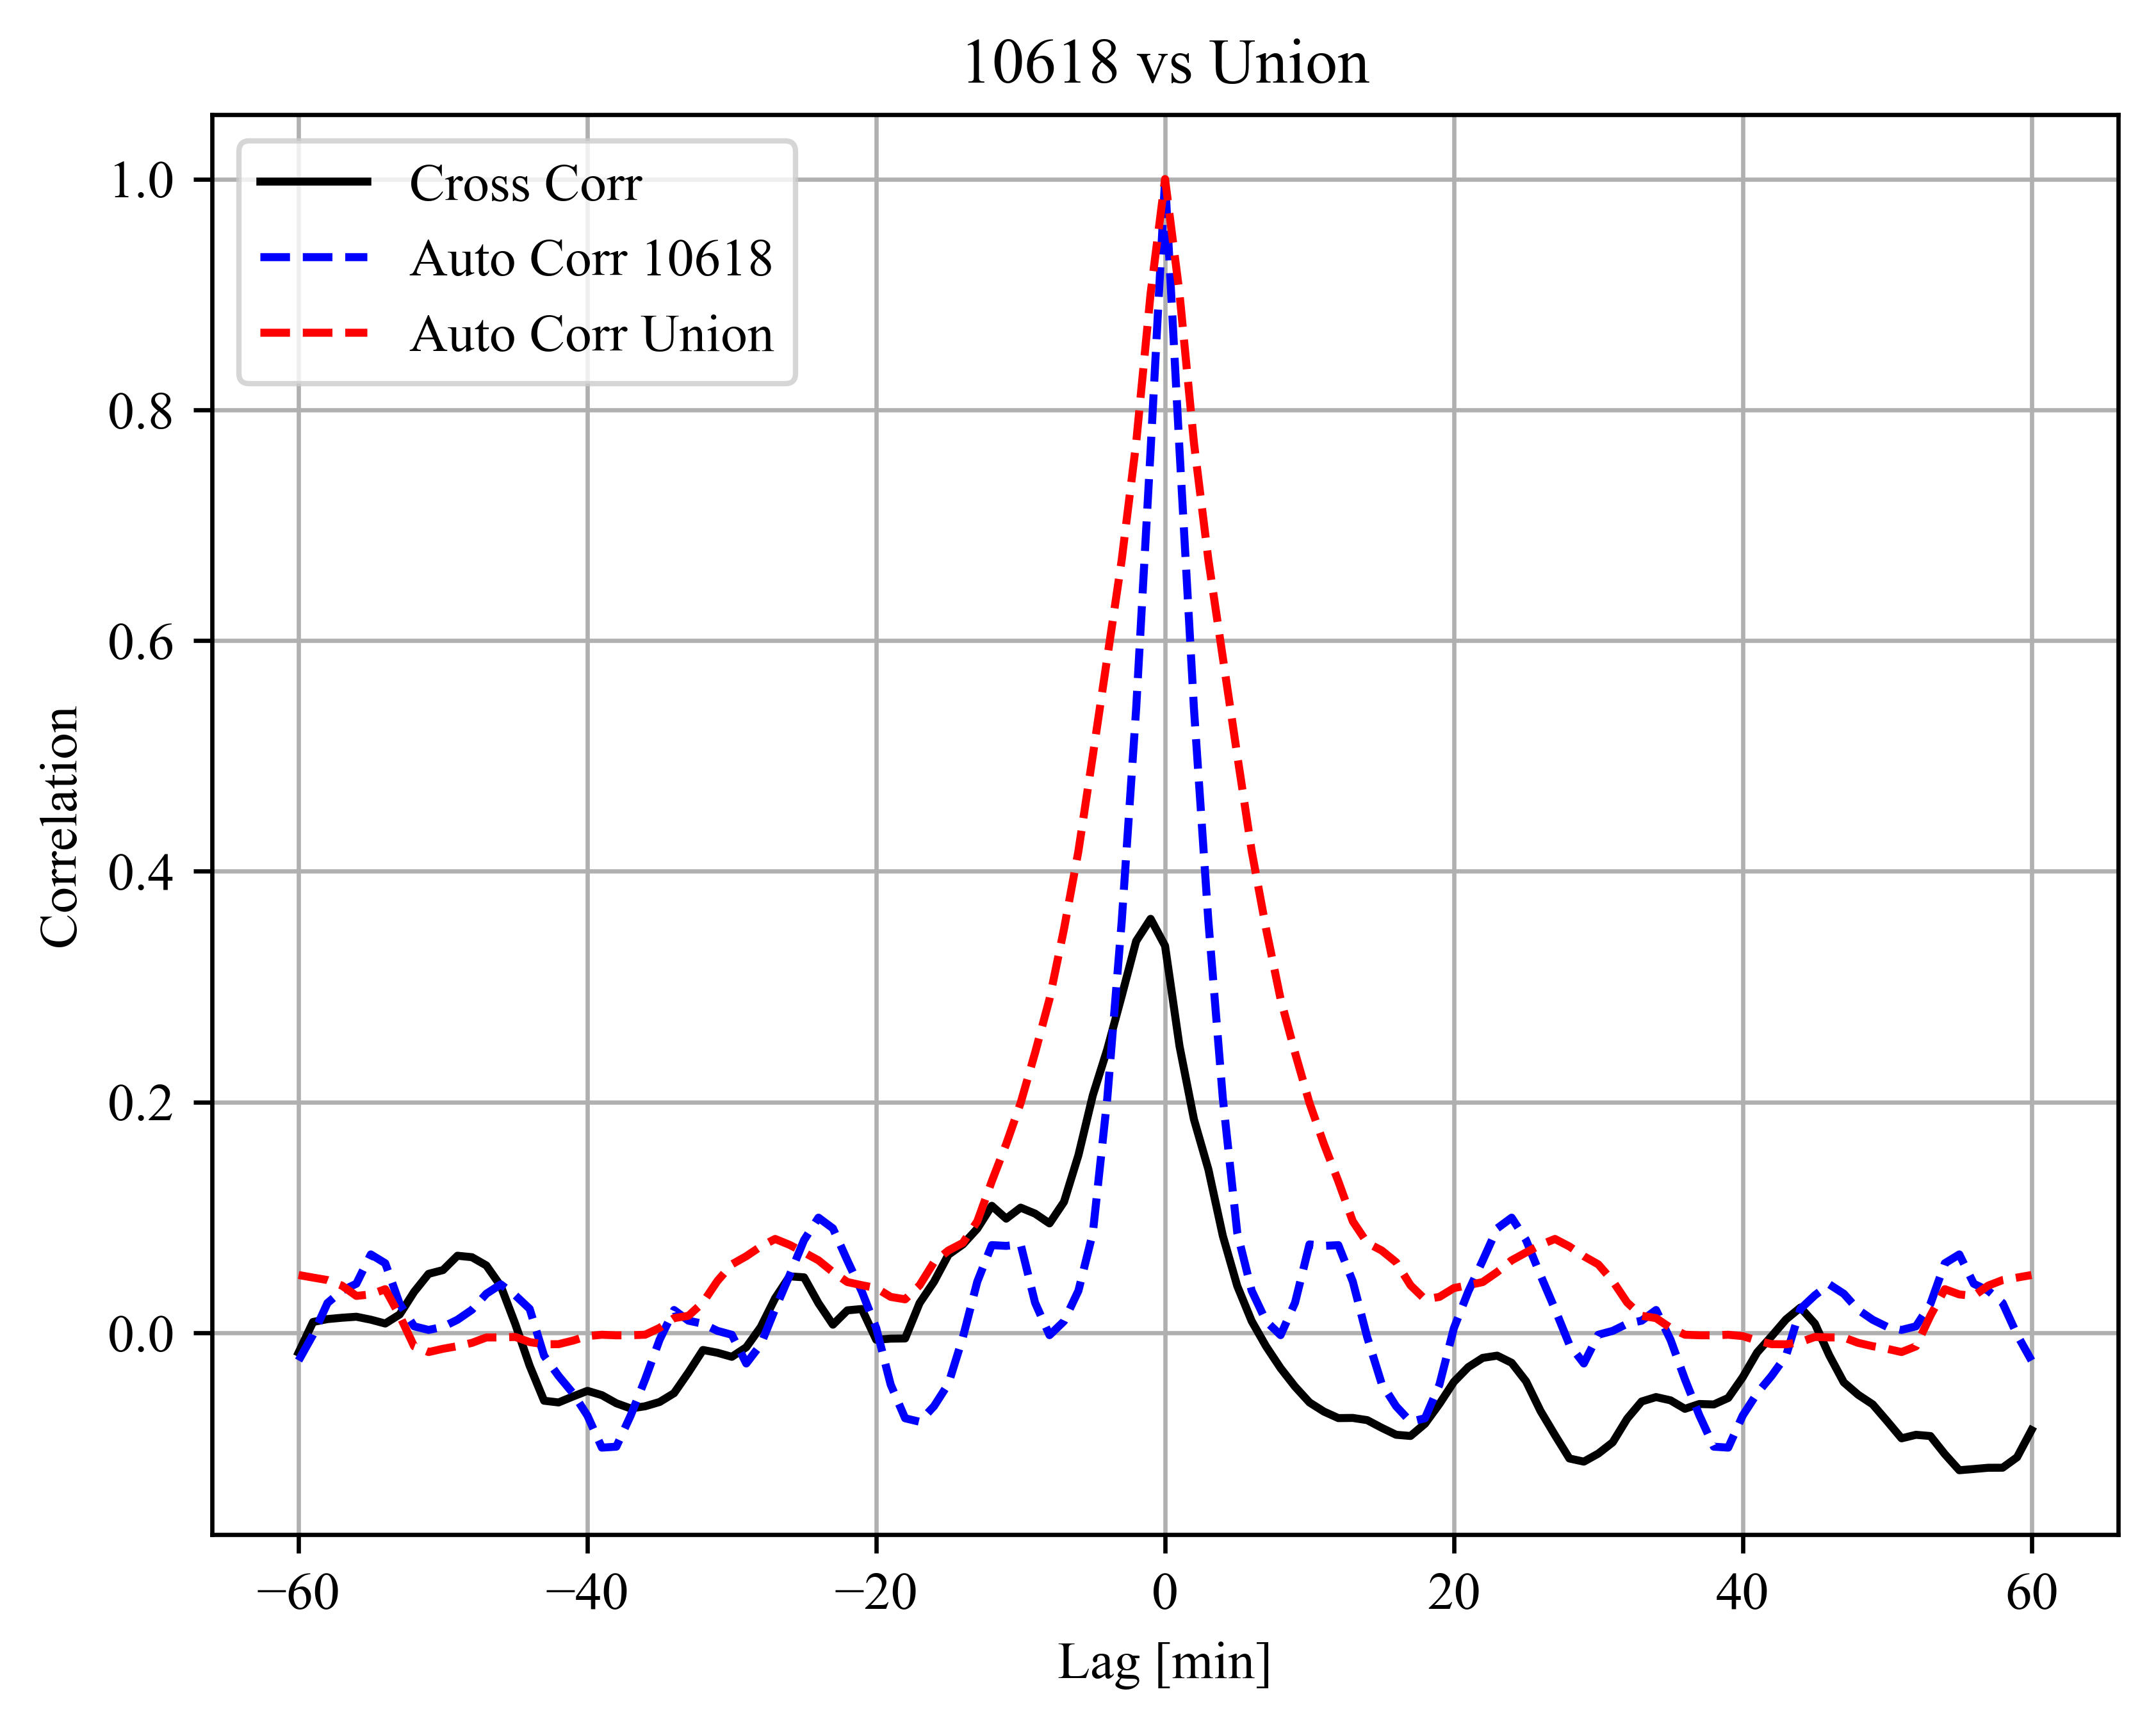 10618 vs Union
Cross Corr
Auto Corr 10618
Auto Corr Union
1.0
0.8
0.6
0.4
0.2
0.0
Correlation
−60
−40
−20
0
20
40
60
Lag [min]